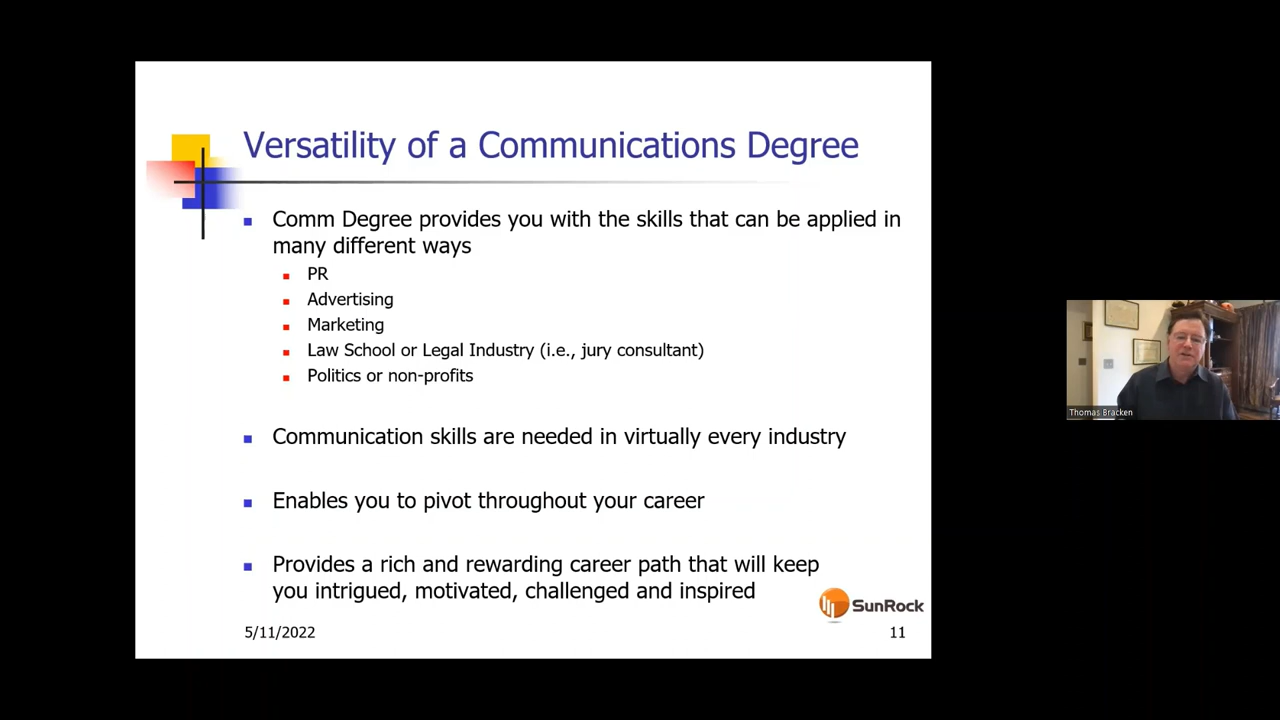 Versatility of a Communications Degree
Comm Degree provides you with the skills that can be applied in
many different ways
PR
Advertising
Marketing
Law School or Legal Industry (i.e., jury consultant)
Politics or non-profits
Communication skills are needed in virtually every industry
Enables you to pivot throughout your career
Provides a rich and rewarding career path that will keep
you intrigued, motivated, challenged and inspired
SunRock
5/11/2022
11
Thomas Bracken